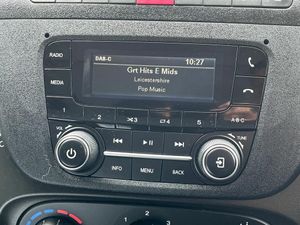 DAB-C 10:27
Grt Hits E Mids
Leicestershire
Pop Music
RADIO
MEDIA
1 2 3 4 5 A-B-C
VOL TUNE
INFO MENU